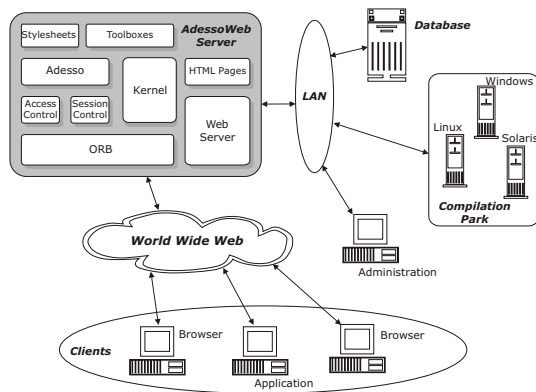 Stylesheets
Toolboxes
AdessoWeb
Server
Adesso
Kernel
HTML Pages
Access
Control
Session
Control
Web
Server
ORB
LAN
Database
Windows
Linux
Solaris
Compilation
Park
Administration
World Wide Web
Clients
Browser
Application
Browser